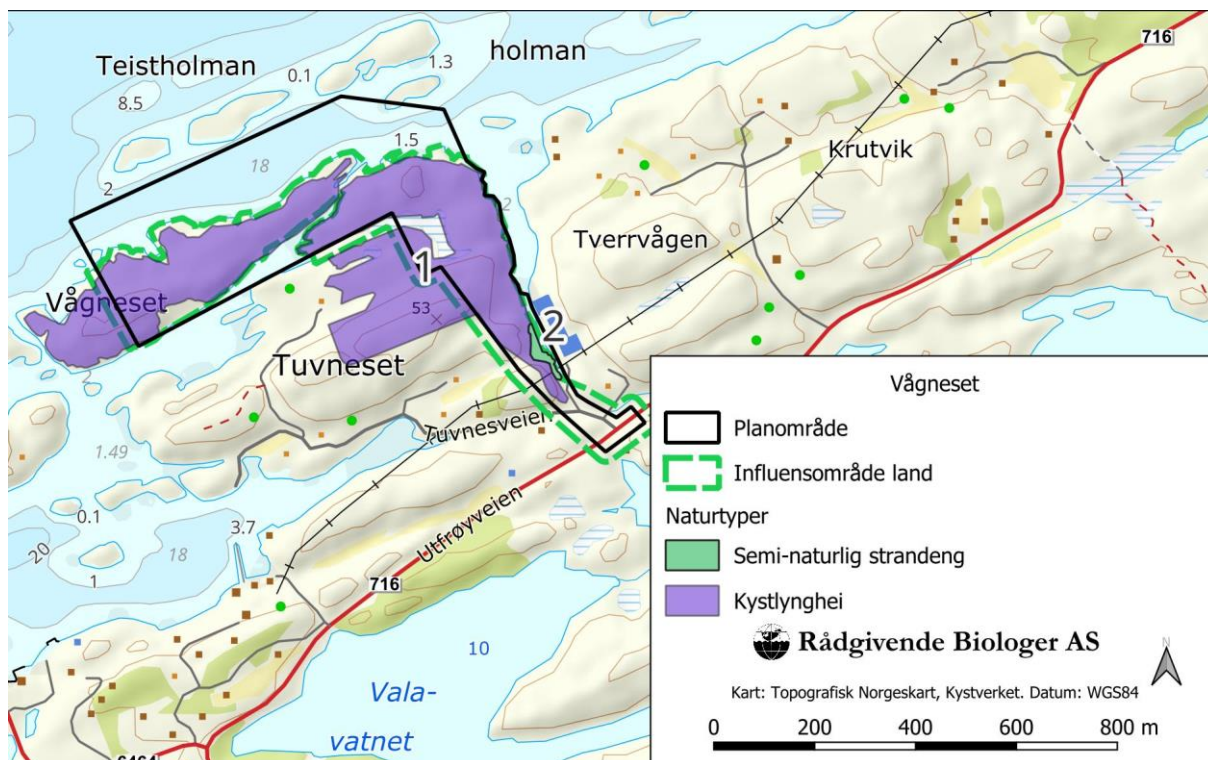 Teistholman
holman
0.1
1.3
8.5
716
1.5
18
2
Krutvik
2
Tverrvågen
1
Vågneset
53
2
Tuvneset
2
Tuvnesveien
1.49
0.1
3.7
20
18
1
Utfrøyveien
716
10
Vala-
vatnet
6464
Vågneset
Planområde
Influensområde land
Naturtyper
Semi-naturlig strandeng
Kystlynghei
Rådgivende Biologer AS
N
Kart: Topografisk Norgeskart, Kystverket. Datum: WGS84
0 200 400 600 800 m